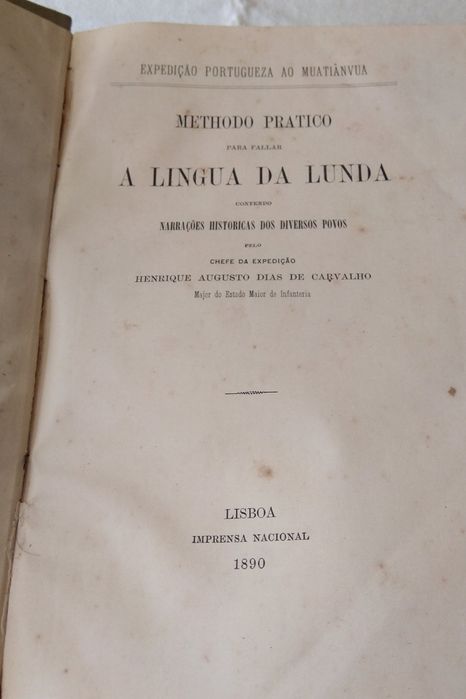 EXPEDIÇÃO PORTUGUEZA AO MUATIÂNVUA
METHODO PRATICO
PARA FALLAR
A LINGUA DA LUNDA
CONTENDO
NARRAÇÕES HISTORICAS DOS DIVERSOS POVOS
PELO
CHEFE DA EXPEDIÇÃO
HENRIQUE AUGUSTO DIAS DE CARVALHO
Major do Estado Maior de Infanteria
LISBOA
IMPRENSA NACIONAL
1890